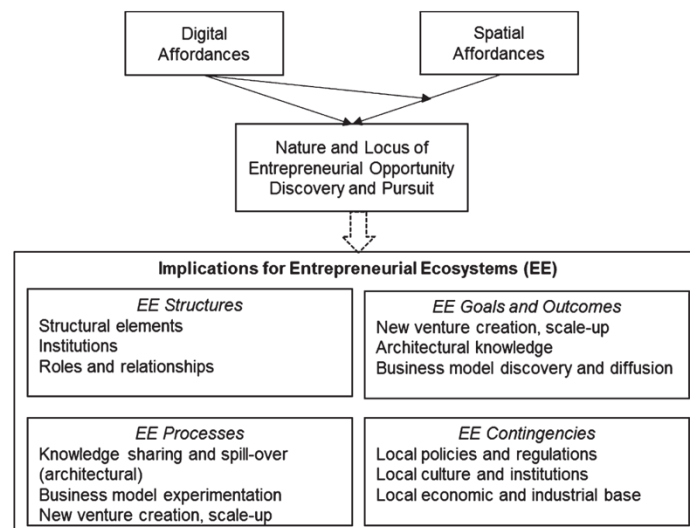 Digital
Affordances
Spatial
Affordances
Nature and Locus of
Entrepreneurial Opportunity
Discovery and Pursuit
Implications for Entrepreneurial Ecosystems (EE)
EE Structures
Structural elements
Institutions
Roles and relationships
EE Goals and Outcomes
New venture creation, scale-up
Architectural knowledge
Business model discovery and diffusion
EE Processes
Knowledge sharing and spill-over
(architectural)
Business model experimentation
New venture creation, scale-up
EE Contingencies
Local policies and regulations
Local culture and institutions
Local economic and industrial base